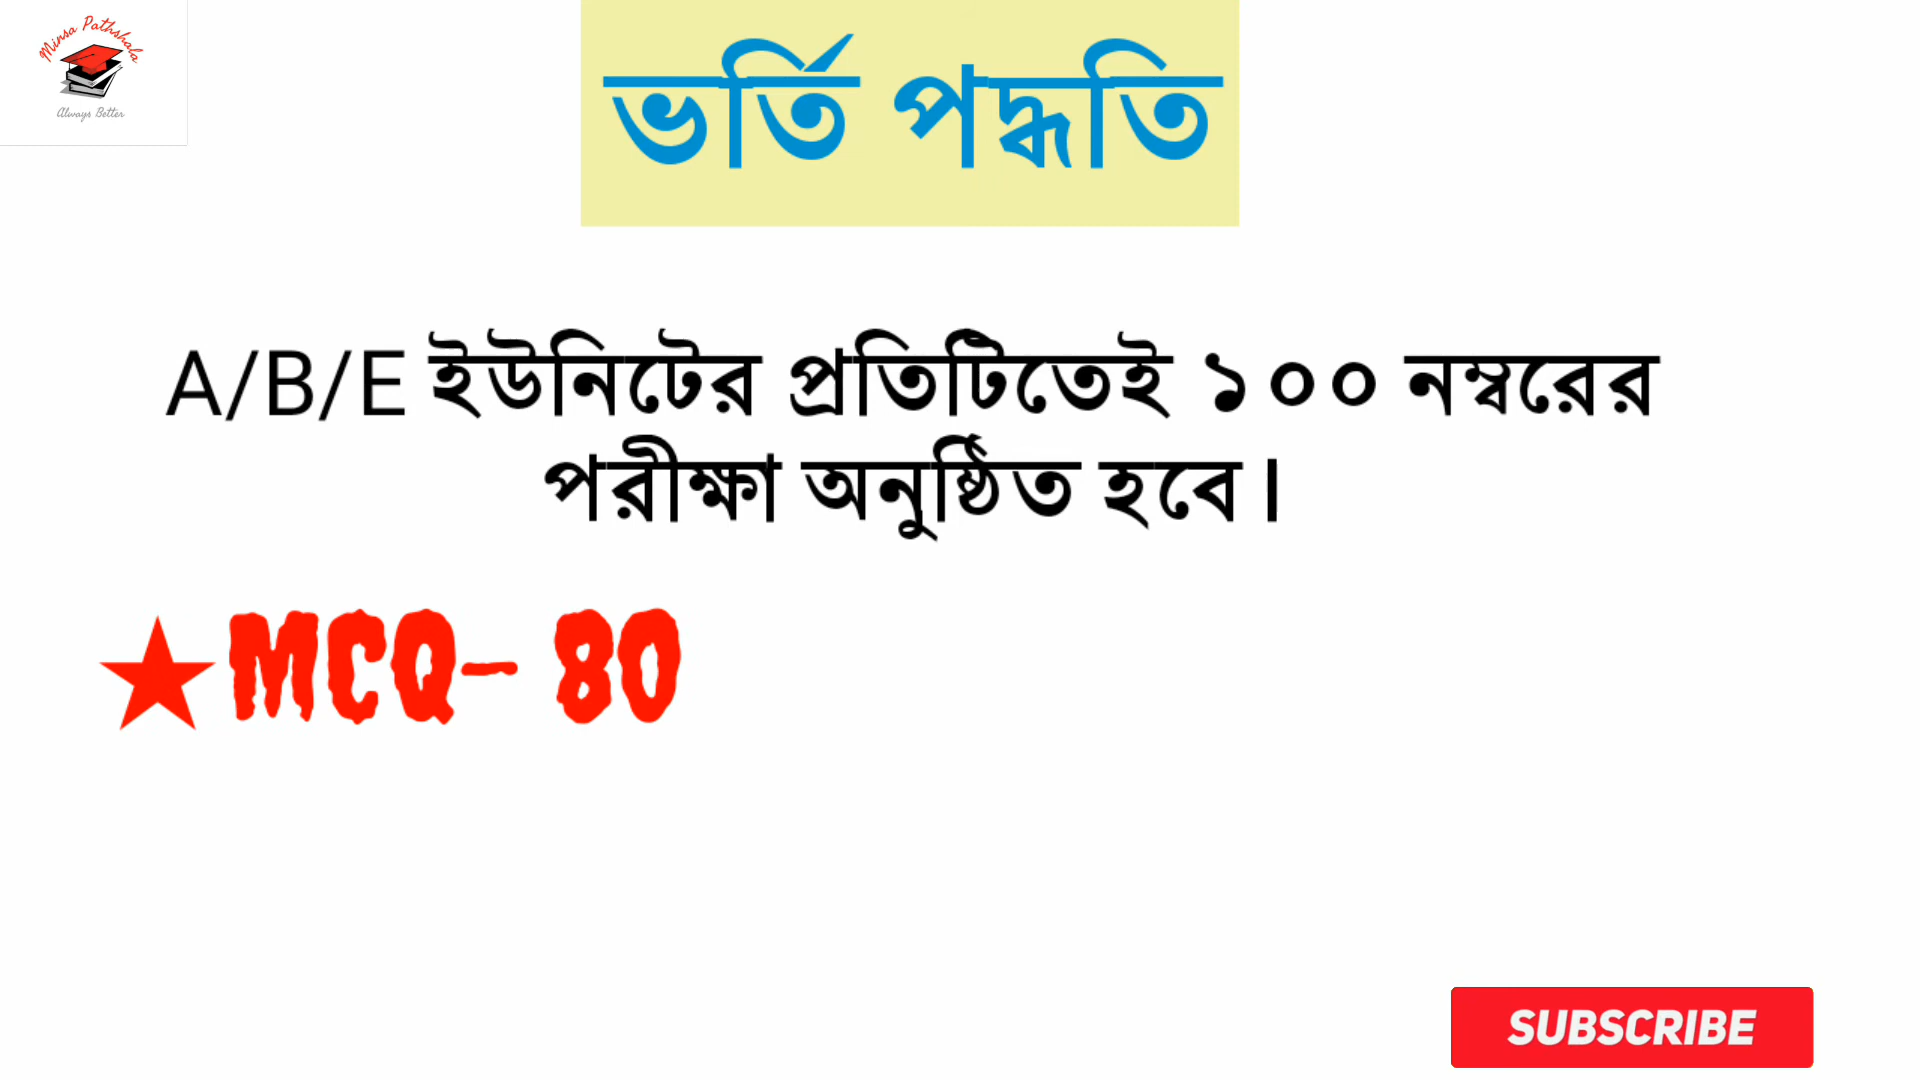 Minsa Pathshala
Always Better
ভর্তি পদ্ধতি
A/B/E ইউনিটের প্রতিটিতেই ১০০ নম্বরের
পরীক্ষা অনুষ্ঠিত হবে।
★MCQ- 80
SUBSCRIBE